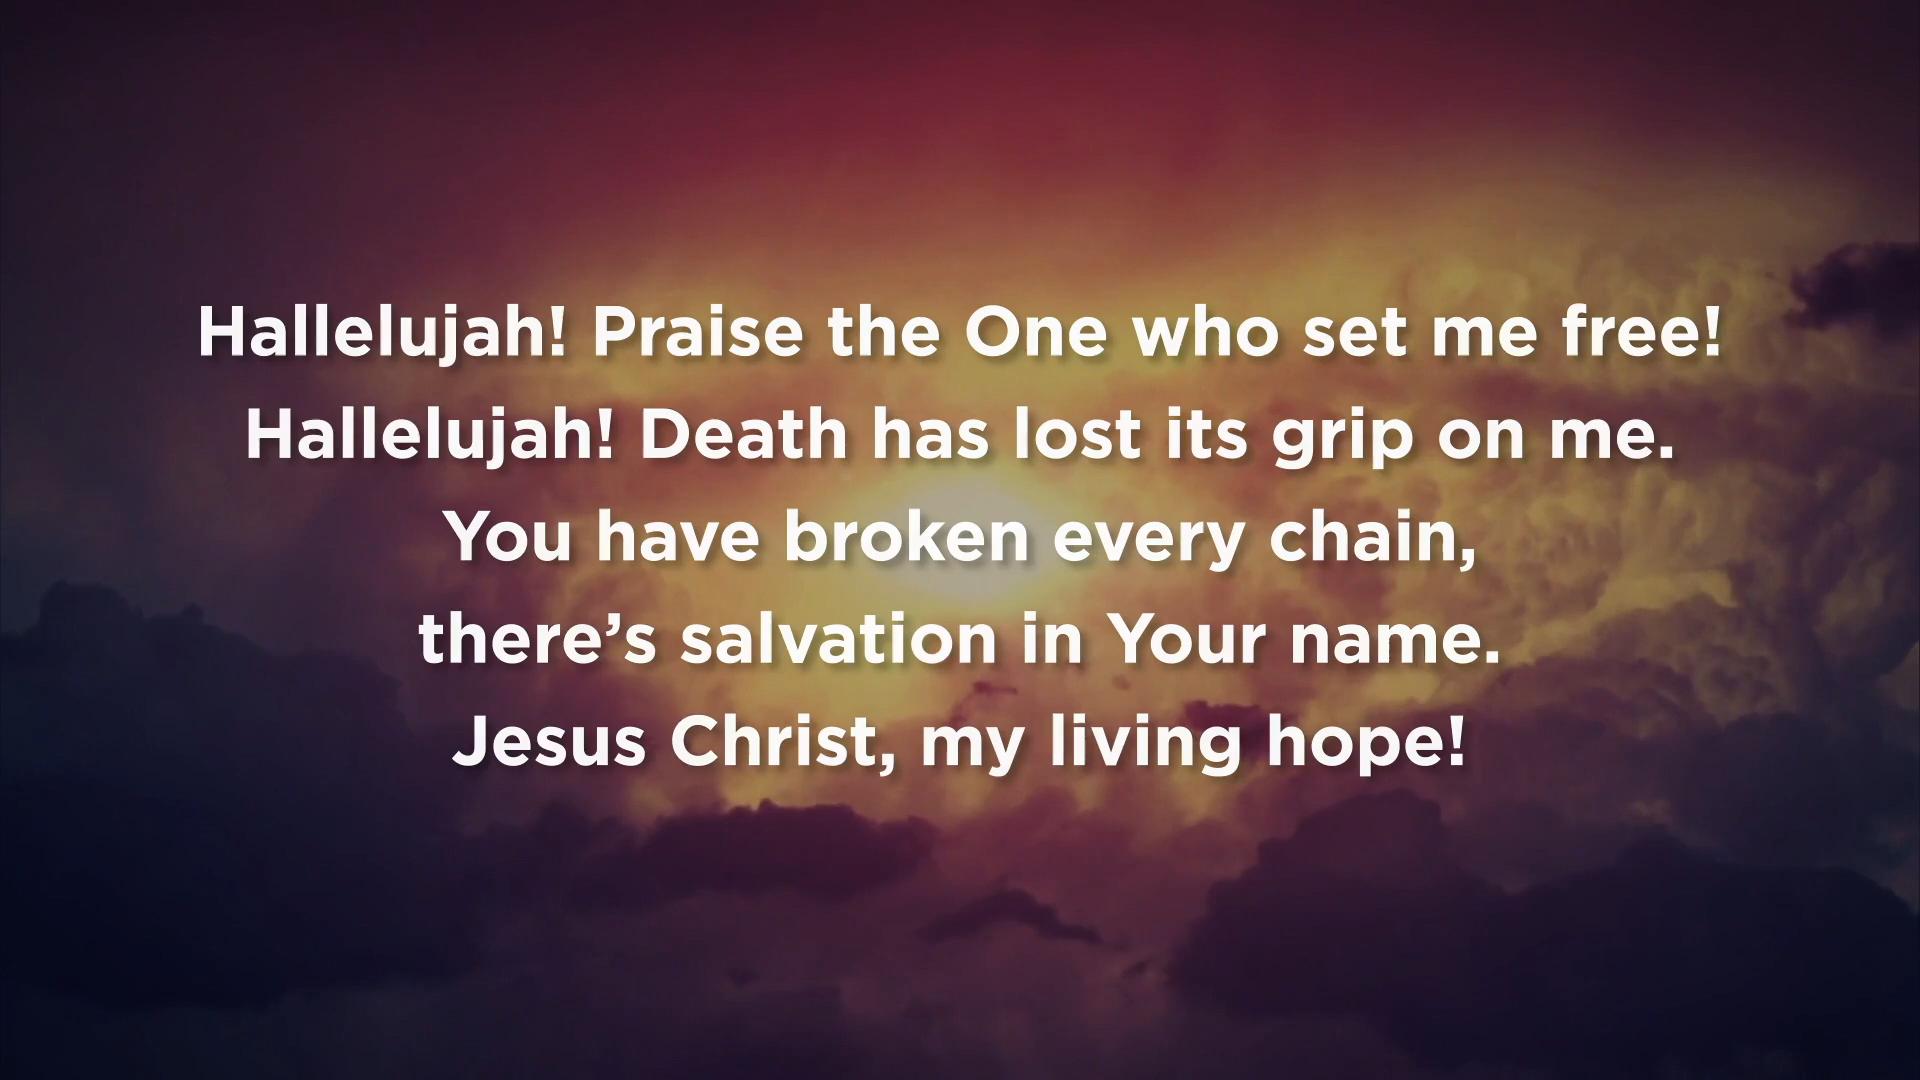 Hallelujah! Praise the One who set me free!
Hallelujah! Death has lost its grip on me.
You have broken every chain,
there’s salvation in Your name.
Jesus Christ, my living hope!